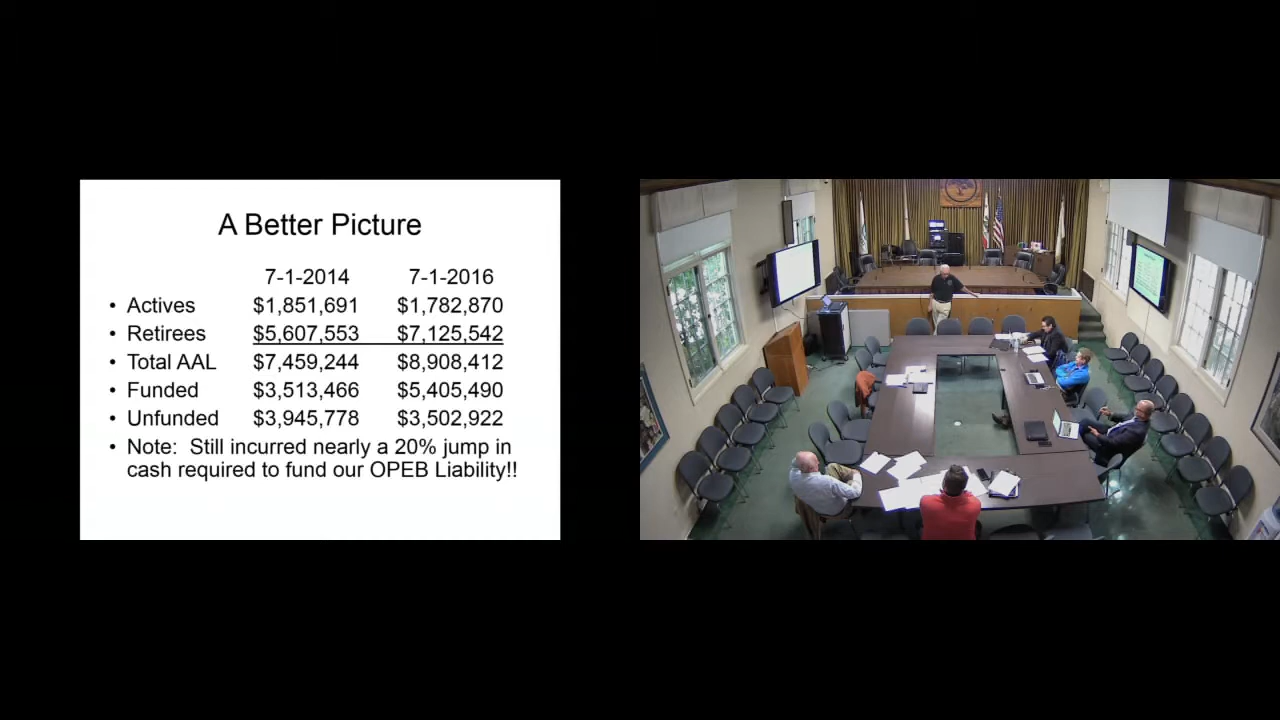 A Better Picture
7-1-2014 7-1-2016
• Actives $1,851,691 $1,782,870
• Retirees $5,607,553 $7,125,542
• Total AAL $7,459,244 $8,908,412
• Funded $3,513,466 $5,405,490
• Unfunded $3,945,778 $3,502,922
• Note: Still incurred nearly a 20% jump in
cash required to fund our OPEB Liability!!